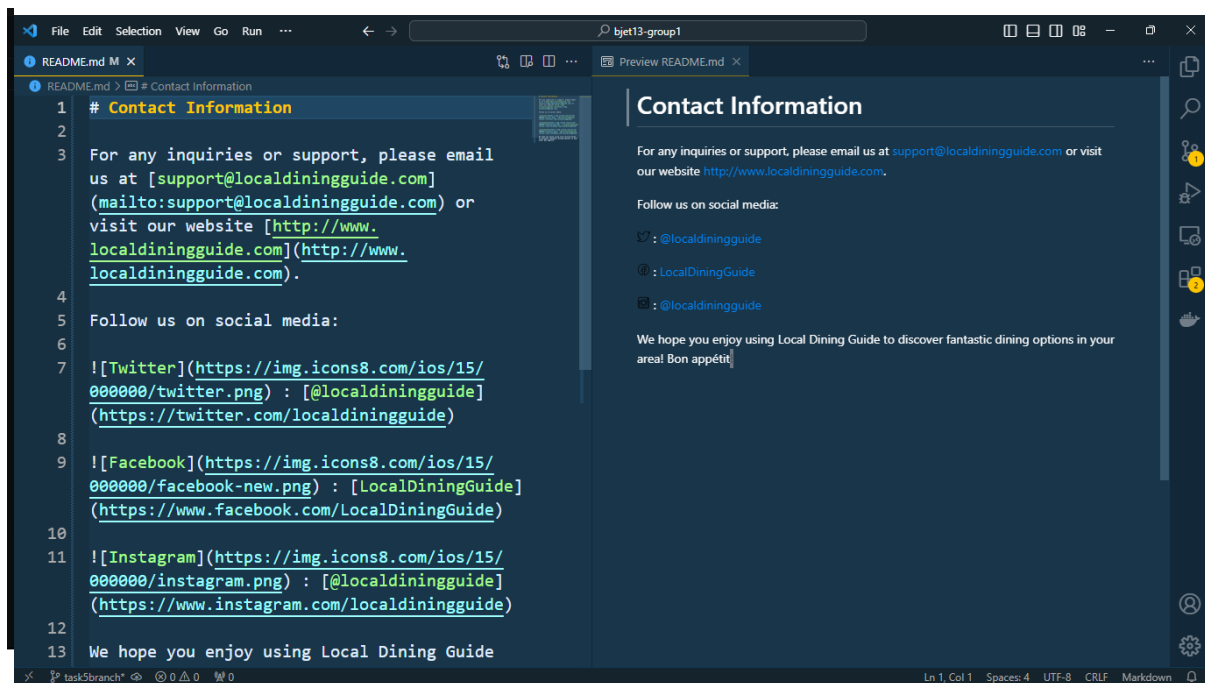 File Edit Selection View Go Run ··· ← → bjet13-group1
README.md M ×
README.md > # Contact Information
1 # Contact Information
2
3 For any inquiries or support, please email
us at [support@localdiningguide.com]
(mailto:support@localdiningguide.com) or
visit our website [http://www.
localdiningguide.com](http://www.
localdiningguide.com).
4
5 Follow us on social media:
6
7 ![Twitter](https://img.icons8.com/ios/15/
000000/twitter.png) : [@localdiningguide]
(https://twitter.com/localdiningguide)
8
9 ![Facebook](https://img.icons8.com/ios/15/
000000/facebook-new.png) : [LocalDiningGuide]
(https://www.facebook.com/LocalDiningGuide)
10
11 ![Instagram](https://img.icons8.com/ios/15/
000000/instagram.png) : [@localdiningguide]
(https://www.instagram.com/localdiningguide)
12
13 We hope you enjoy using Local Dining Guide
Preview README.md ×
Contact Information
For any inquiries or support, please email us at support@localdiningguide.com or visit
our website http://www.localdiningguide.com.
Follow us on social media:
: @localdiningguide
: LocalDiningGuide
: @localdiningguide
We hope you enjoy using Local Dining Guide to discover fantastic dining options in your
area! Bon appétit
1
2
task5branch* 0 0 0 Ln 1, Col 1 Spaces: 4 UTF-8 CRLF Markdown